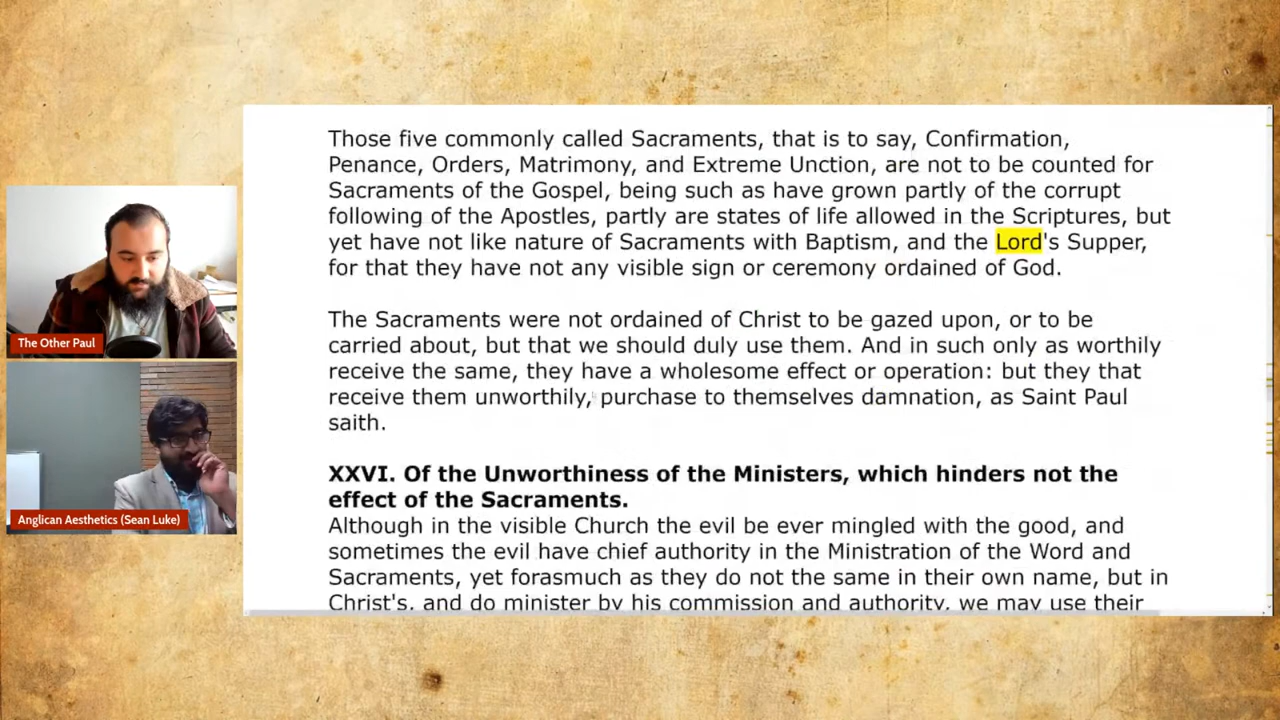 Those five commonly called Sacraments, that is to say, Confirmation,
Penance, Orders, Matrimony, and Extreme Unction, are not to be counted for
Sacraments of the Gospel, being such as have grown partly of the corrupt
following of the Apostles, partly are states of life allowed in the Scriptures, but
yet have not like nature of Sacraments with Baptism, and the Lord's Supper,
for that they have not any visible sign or ceremony ordained of God.
The Sacraments were not ordained of Christ to be gazed upon, or to be
carried about, but that we should duly use them. And in such only as worthily
receive the same, they have a wholesome effect or operation: but they that
receive them unworthily, purchase to themselves damnation, as Saint Paul
saith.
XXVI. Of the Unworthiness of the Ministers, which hinders not the
effect of the Sacraments.
Although in the visible Church the evil be ever mingled with the good, and
sometimes the evil have chief authority in the Ministration of the Word and
Sacraments, yet forasmuch as they do not the same in their own name, but in
Christ's, and do minister by his commission and authority, we may use their
The Other Paul
Anglican Aesthetics (Sean Luke)